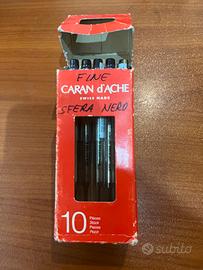 FINE
CARAN d'ACHE
SWISS MADE
SFERA NERO
10
Pièces
Stück
Pieces
Pezzi
subito